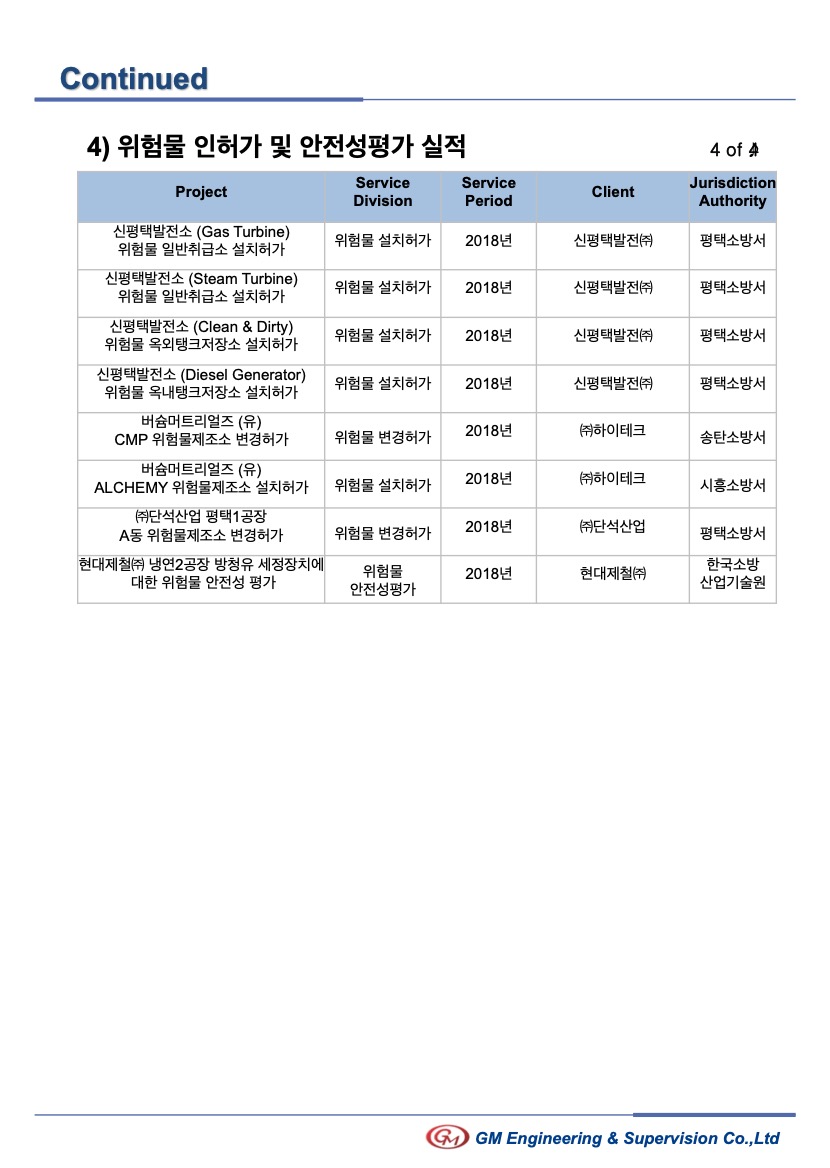 Continued
4) 위험물 인허가 및 안전성평가 실적
4 of 4
Project
Service
Division
Service
Period
Client
Jurisdiction
Authority
신평택발전소 (Gas Turbine)
위험물 일반취급소 설치허가
위험물 설치허가
2018년
신평택발전㈜
평택소방서
신평택발전소 (Steam Turbine)
위험물 일반취급소 설치허가
위험물 설치허가
2018년
신평택발전㈜
평택소방서
신평택발전소 (Clean & Dirty)
위험물 옥외탱크저장소 설치허가
위험물 설치허가
2018년
신평택발전㈜
평택소방서
신평택발전소 (Diesel Generator)
위험물 옥내탱크저장소 설치허가
위험물 설치허가
2018년
신평택발전㈜
평택소방서
버슘머트리얼즈 (유)
CMP 위험물제조소 변경허가
위험물 변경허가
2018년
㈜하이테크
송탄소방서
버슘머트리얼즈 (유)
ALCHEMY 위험물제조소 설치허가
위험물 설치허가
2018년
㈜하이테크
시흥소방서
㈜단석산업 평택1공장
A동 위험물제조소 변경허가
위험물 변경허가
2018년
㈜단석산업
평택소방서
현대제철㈜ 냉연2공장 방청유 세정장치에
대한 위험물 안전성 평가
위험물
안전성평가
2018년
현대제철㈜
한국소방
산업기술원
GM GM Engineering & Supervision Co.,Ltd